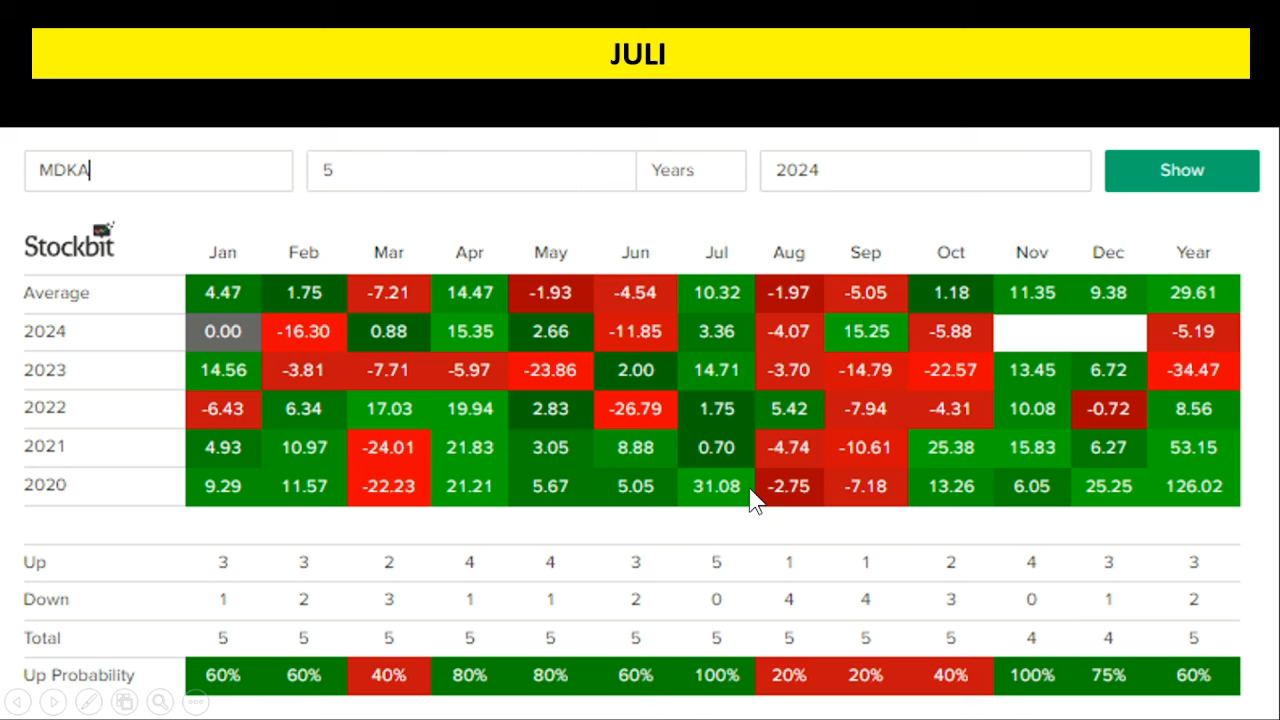 JULI
MDKA 5 Years 2024 Show
Stockbit Jan Feb Mar Apr May Jun Jul Aug Sep Oct Nov Dec Year
Average 4.47 1.75 -7.21 14.47 -1.93 -4.54 10.32 -1.97 -5.05 1.18 11.35 9.38 29.61
2024 0.00 -16.30 0.88 15.35 2.66 -11.85 3.36 -4.07 15.25 -5.88 -5.19
2023 14.56 -3.81 -7.71 -5.97 -23.86 2.00 14.71 -3.70 -14.79 -22.57 13.45 6.72 -34.47
2022 -6.43 6.34 17.03 19.94 2.83 -26.79 1.75 5.42 -7.94 -4.31 10.08 -0.72 8.56
2021 4.93 10.97 -24.01 21.83 3.05 8.88 0.70 -4.74 -10.61 25.38 15.83 6.27 53.15
2020 9.29 11.57 -22.23 21.21 5.67 5.05 31.08 -2.75 -7.18 13.26 6.05 25.25 126.02
Up 3 3 2 4 4 3 5 1 1 2 4 3 3
Down 1 2 3 1 1 2 0 4 4 3 0 1 2
Total 5 5 5 5 5 5 5 5 5 5 4 4 5
Up Probability 60% 60% 40% 80% 80% 60% 100% 20% 20% 40% 100% 75% 60%